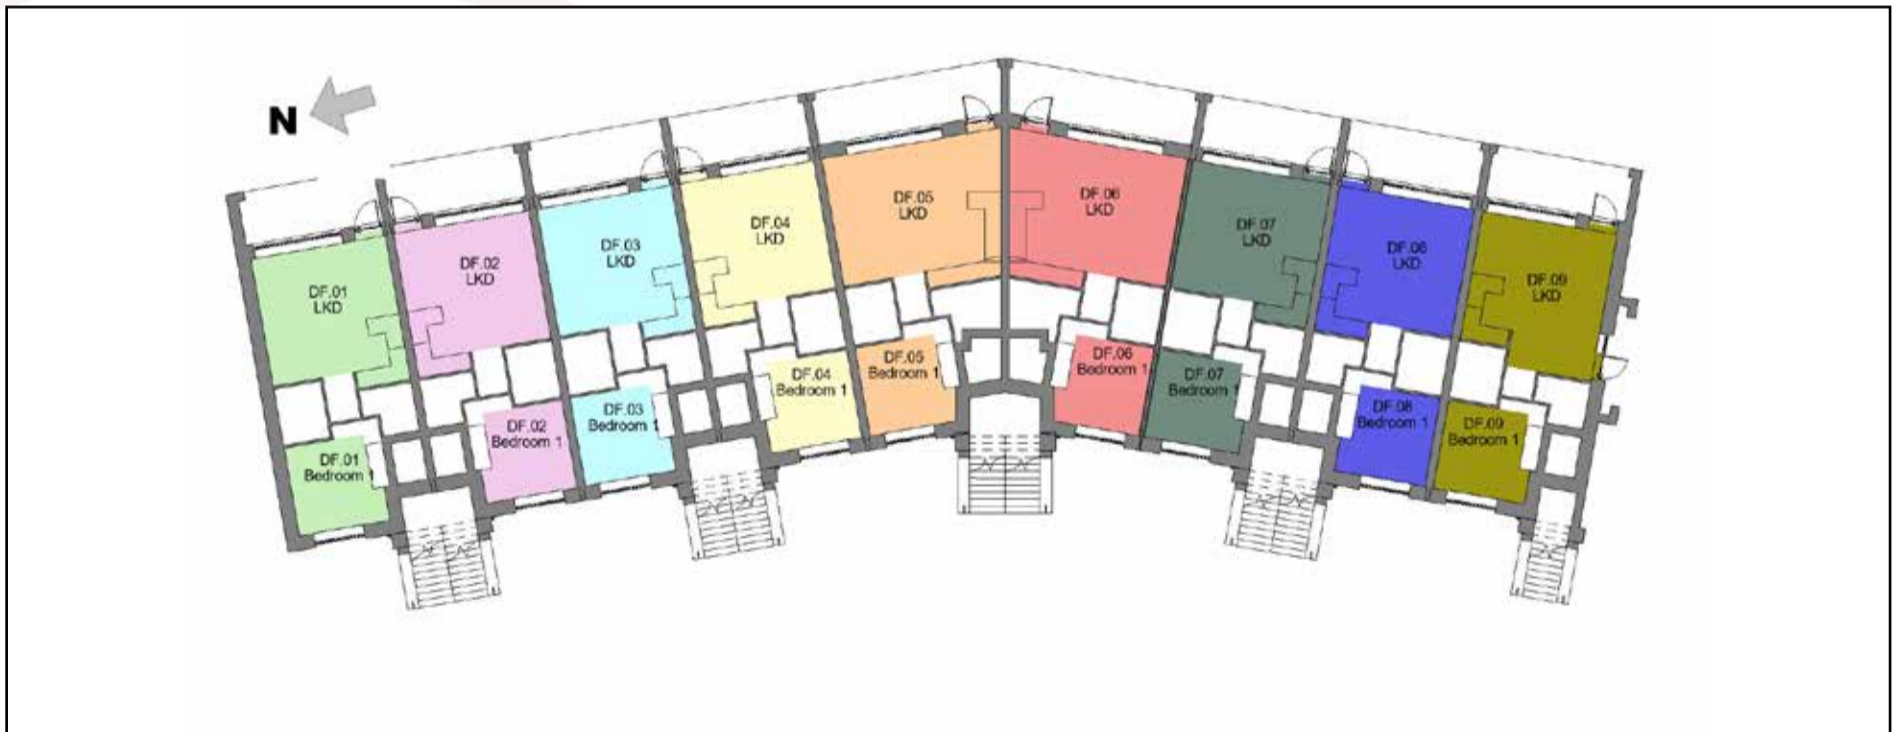 N
DF.01
LKD
DF.02
LKD
DF.03
LKD
DF.04
LKD
DF.05
LKD
DF.06
LKD
DF.07
LKD
DF.08
LKD
DF.09
LKD
DF.01
Bedroom 1
DF.02
Bedroom 1
DF.03
Bedroom 1
DF.04
Bedroom 1
DF.05
Bedroom 1
DF.06
Bedroom 1
DF.07
Bedroom 1
DF.08
Bedroom 1
DF.09
Bedroom 1